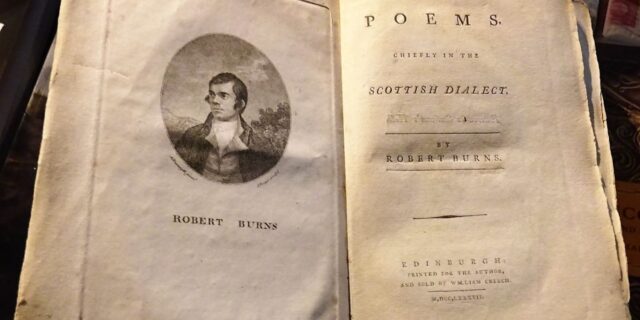 ROBERT BURNS
POEMS,
CHIEFLY IN THE
SCOTTISH DIALECT.
BY
ROBERT BURNS.
EDINBURGH:
PRINTED FOR THE AUTHOR,
AND SOLD BY WILLIAM CREECH.
M,DCC,LXXXVII.